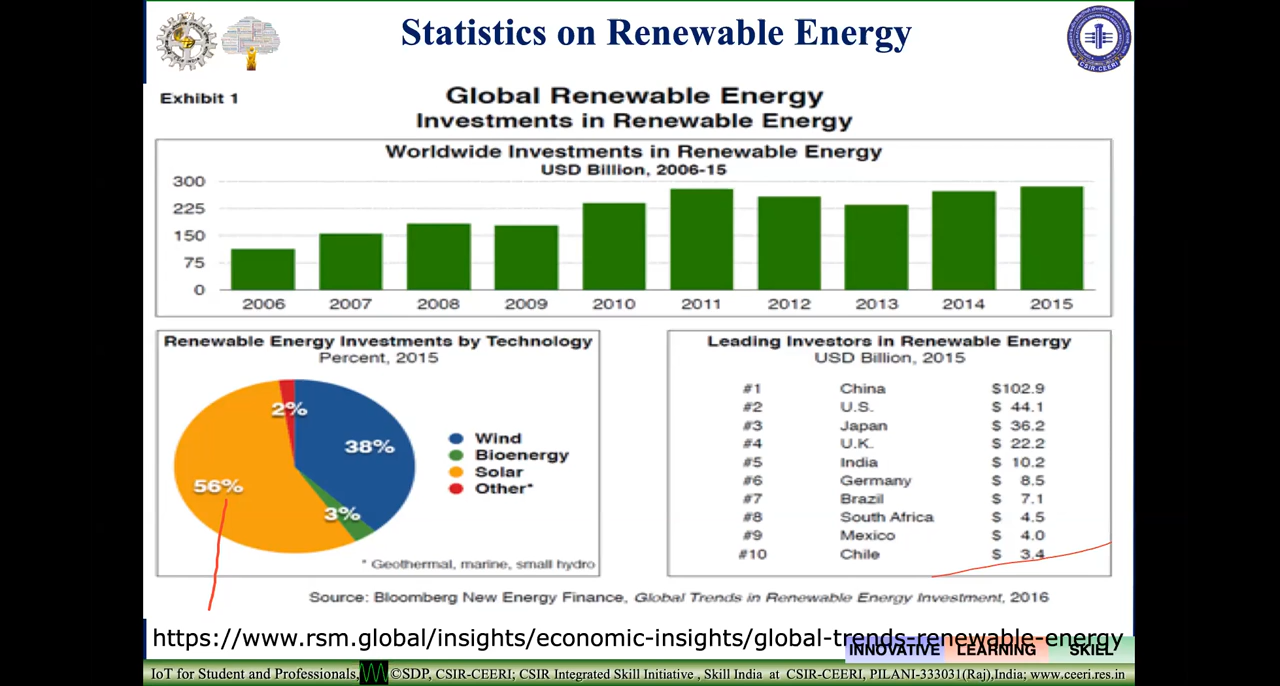 Statistics on Renewable Energy
CSIR-CEERI
Exhibit 1
Global Renewable Energy
Investments in Renewable Energy
Worldwide Investments in Renewable Energy
USD Billion, 2006-15
300
225
150
75
0
2006 2007 2008 2009 2010 2011 2012 2013 2014 2015
Renewable Energy Investments by Technology
Percent, 2015
2%
38%
56%
3%
Wind
Bioenergy
Solar
Other*
* Geothermal, marine, small hydro
Leading Investors in Renewable Energy
USD Billion, 2015
#1 China $102.9
#2 U.S. $ 44.1
#3 Japan $ 36.2
#4 U.K. $ 22.2
#5 India $ 10.2
#6 Germany $ 8.5
#7 Brazil $ 7.1
#8 South Africa $ 4.5
#9 Mexico $ 4.0
#10 Chile $ 3.4
Source: Bloomberg New Energy Finance, Global Trends in Renewable Energy Investment, 2016
https://www.rsm.global/insights/economic-insights/global-trends-renewable-energy
INNOVATIVE LEARNING SKILL
IoT for Student and Professionals, ©SDP, CSIR-CEERI; CSIR Integrated Skill Initiative , Skill India at CSIR-CEERI, PILANI-333031(Raj),India; www.ceeri.res.in